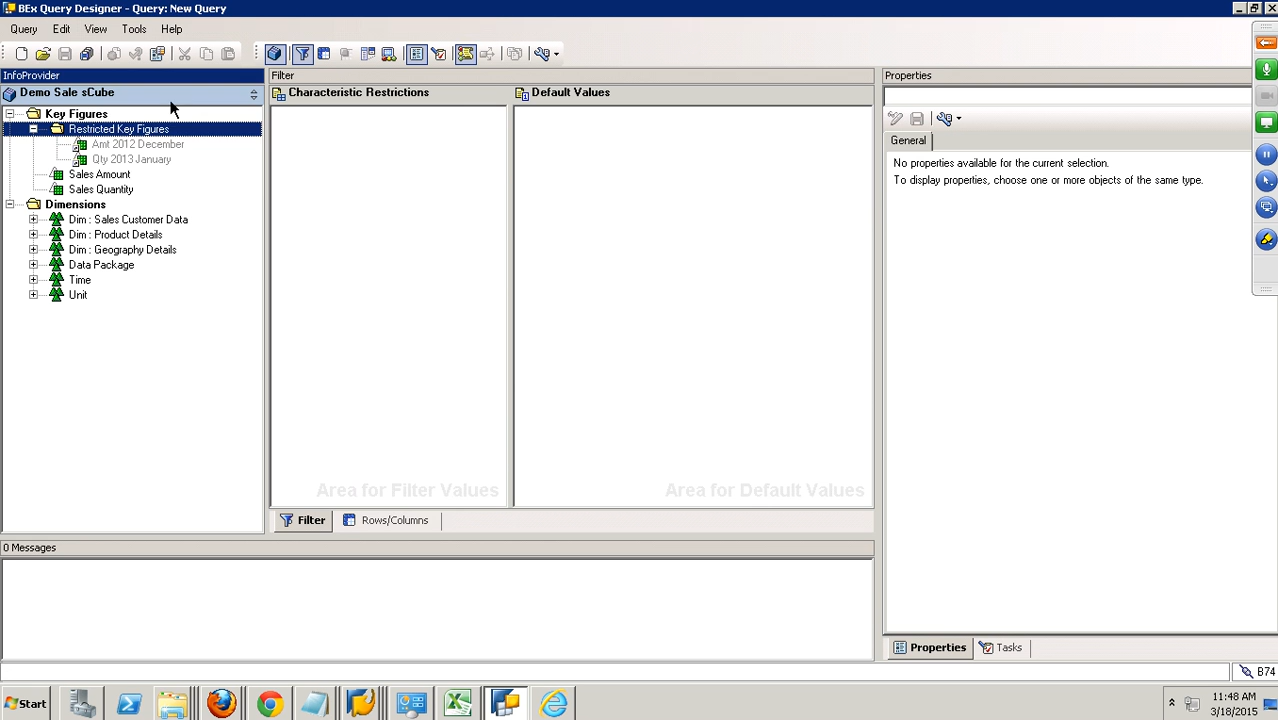 BEx Query Designer - Query: New Query
Query Edit View Tools Help
InfoProvider
Filter
Properties
Demo Sale sCube
Characteristic Restrictions
Default Values
Key Figures
Restricted Key Figures
Amt 2012 December
Qty 2013 January
Sales Amount
Sales Quantity
Dimensions
Dim : Sales Customer Data
Dim : Product Details
Dim : Geography Details
Data Package
Time
Unit
General
No properties available for the current selection.
To display properties, choose one or more objects of the same type.
Area for Filter Values
Area for Default Values
Filter
Rows/Columns
0 Messages
Properties
Tasks
B74
Start
11:48 AM
3/18/2015